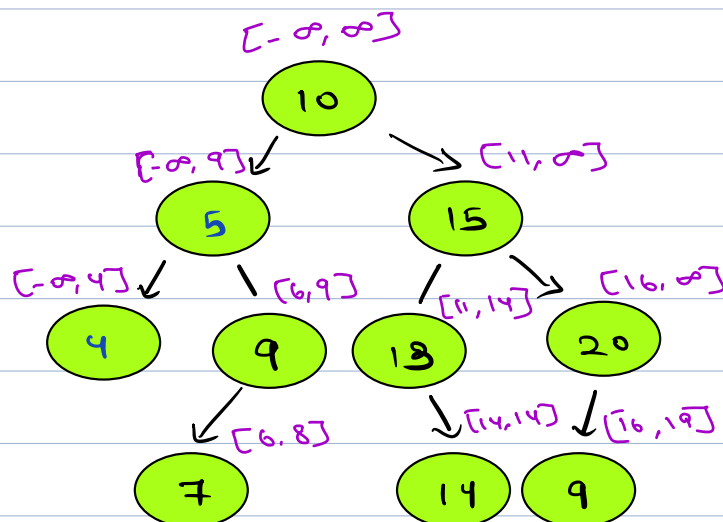 [-∞, ∞]
10
[-∞, 9] [11, ∞]
5 15
[-∞, 4] [6, 9] [11, 14] [16, ∞]
4 9 13 20
[6.8] [14, 14] [16, 19]
7 14 9